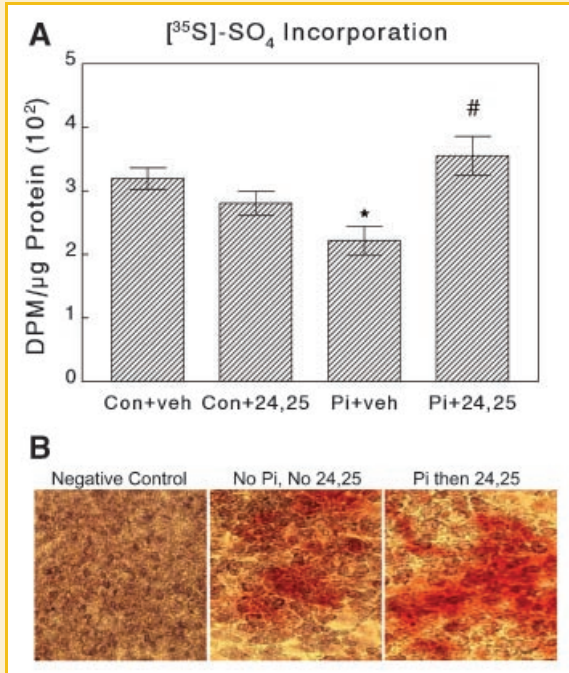 A
[³⁵S]-SO₄ Incorporation
DPM/µg Protein (10²)
5
4
3
2
1
0
*
#
Con+veh Con+24,25 Pi+veh Pi+24,25
B
Negative Control No Pi, No 24,25 Pi then 24,25